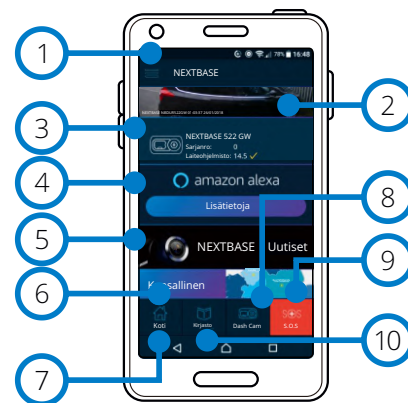 1
78% 16:48
NEXTBASE
2
3
NEXTBASE 522 GW
Sarjanro: 0
Laiteohjelmisto: 14.5 ✓
4
amazon alexa
8
Lisätietoja
5
NEXTBASE Uutiset
9
6
Koti
Kirjasto
Dash Cam
S.O.S
7
10